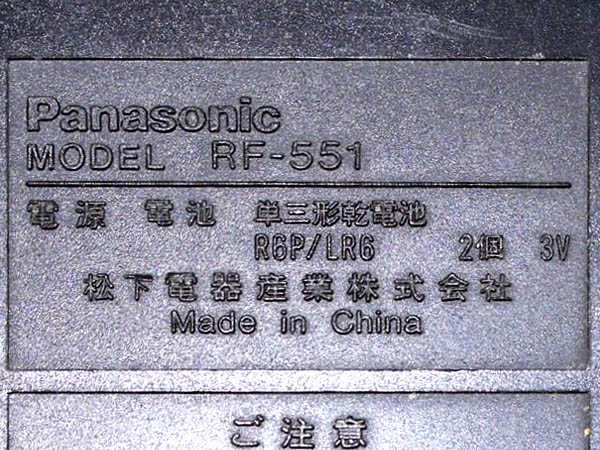 Panasonic
MODEL RF-551
電源 電池 単三形乾電池
R6P/LR6 2個 3V
松下電器産業株式会社
Made in China
ご注意